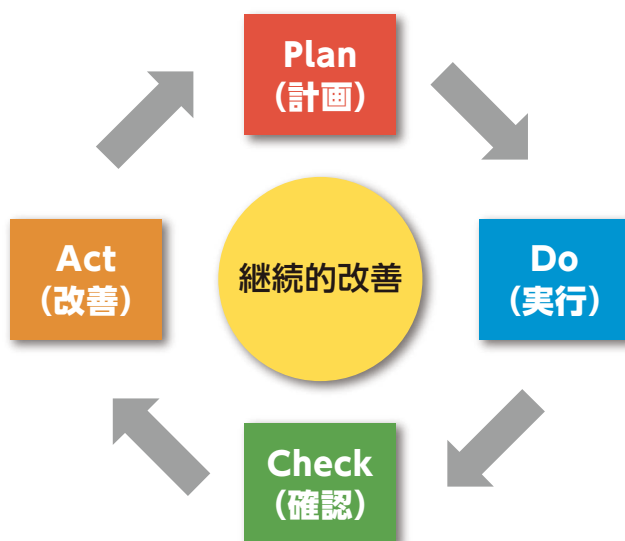 Plan
（計画）
Act
（改善）
継続的改善
Do
（実行）
Check
（確認）